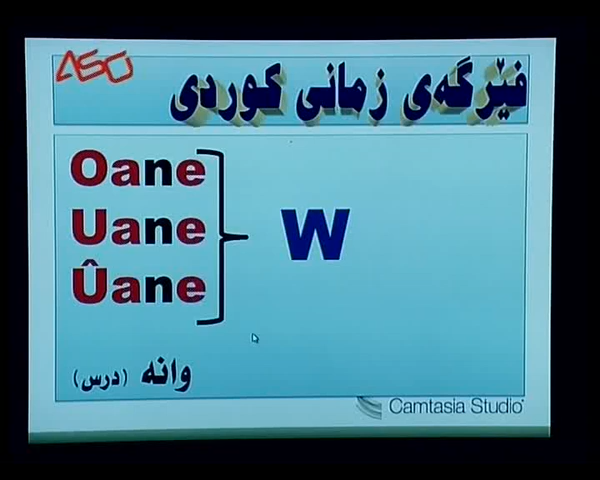 ASO
فێرگەی زمانی کوردی
Oane
Uane
Ûane
W
وانە (درس)
Camtasia Studio